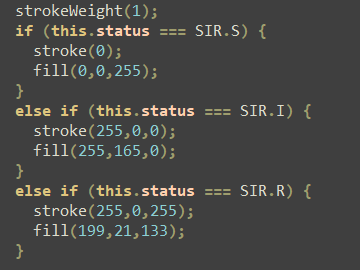 strokeWeight(1);
if (this.status === SIR.S) {
  stroke(0);
  fill(0,0,255);
}
else if (this.status === SIR.I) {
  stroke(255,0,0);
  fill(255,165,0);
}
else if (this.status === SIR.R) {
  stroke(255,0,255);
  fill(199,21,133);
}